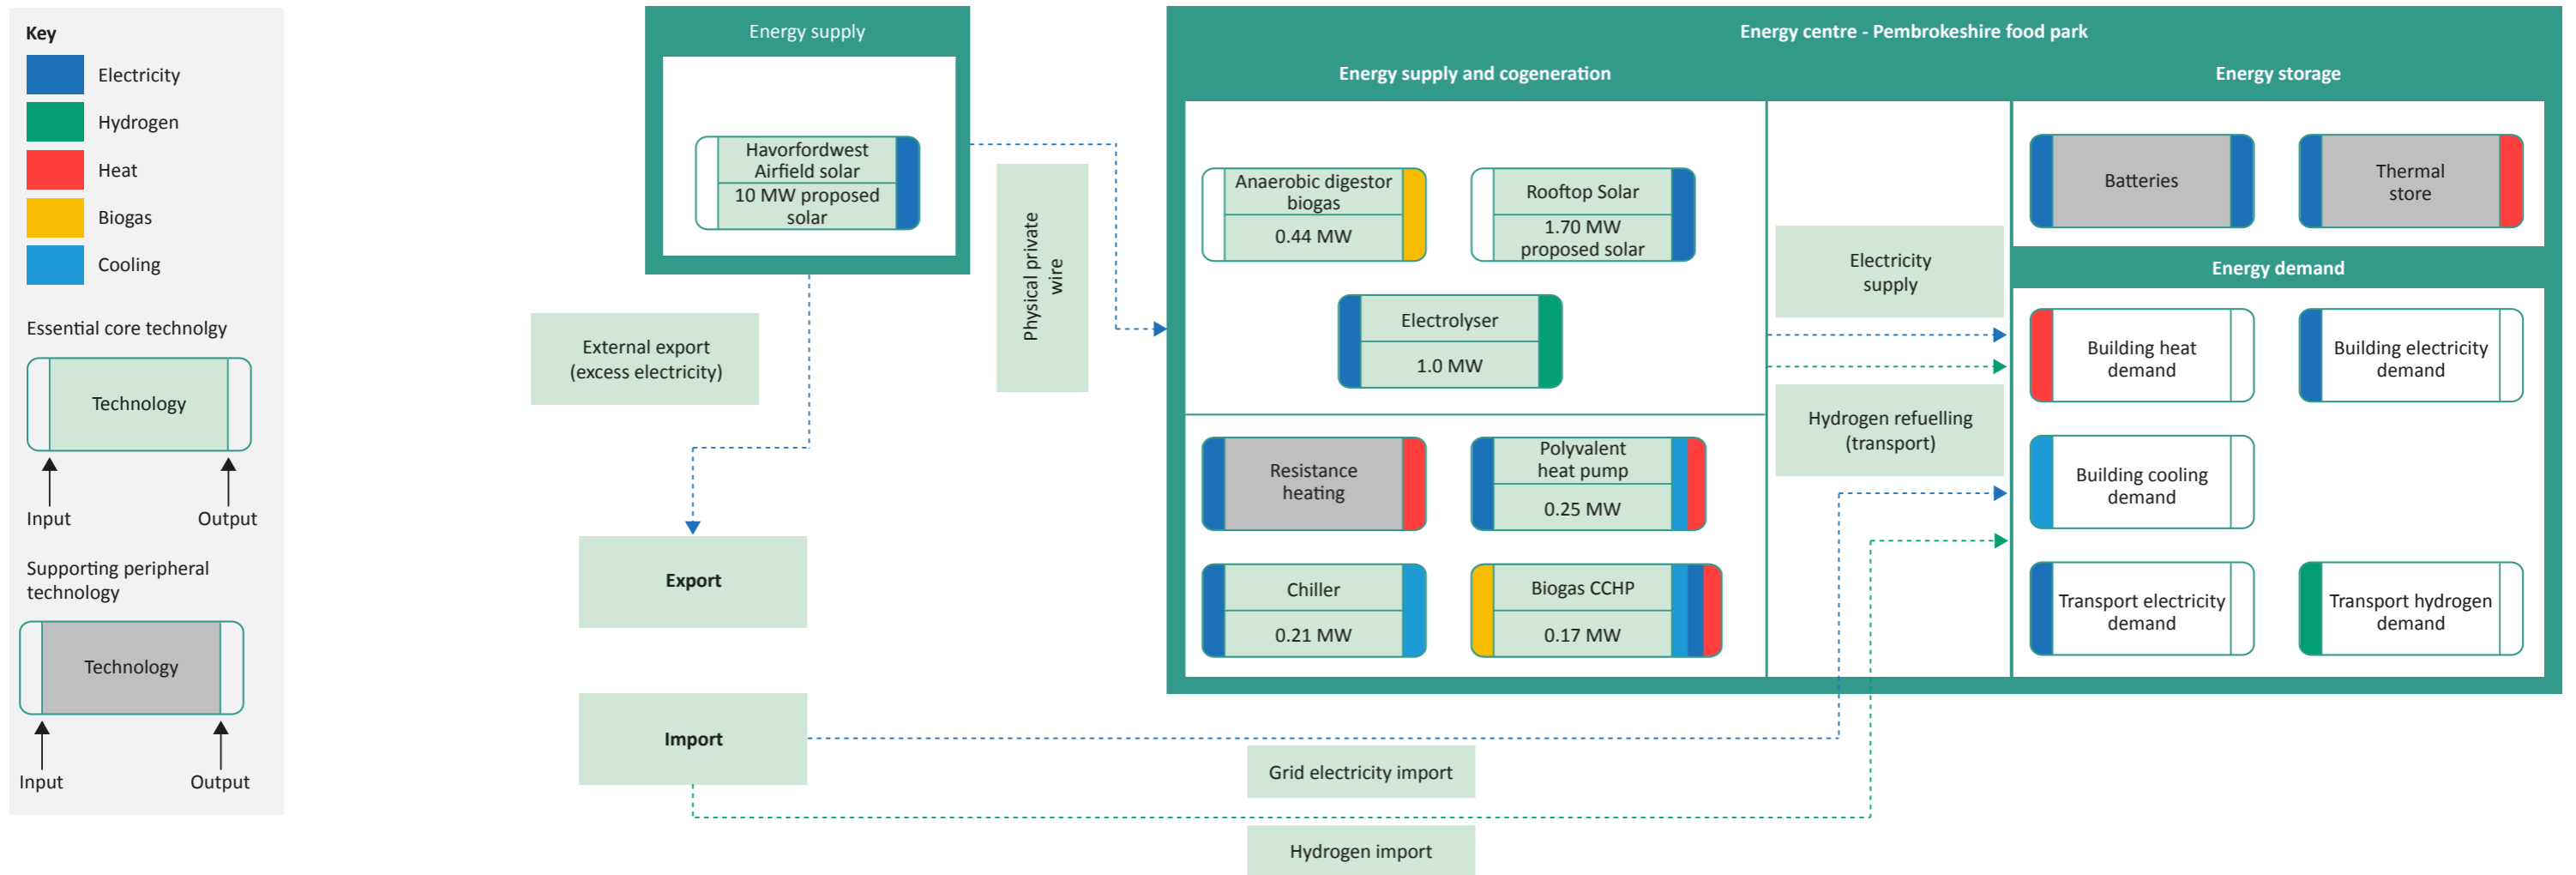 Key
Electricity
Hydrogen
Heat
Biogas
Cooling
Essential core technolgy
Technology
Input
Output
Supporting peripheral
technology
Technology
Input
Output
Energy supply
Havorfordwest
Airfield solar
10 MW proposed
solar
External export
(excess electricity)
Physical private
wire
Export
Import
Grid electricity import
Hydrogen import
Energy centre - Pembrokeshire food park
Energy supply and cogeneration
Anaerobic digestor
biogas
0.44 MW
Rooftop Solar
1.70 MW
proposed solar
Electrolyser
1.0 MW
Resistance
heating
Polyvalent
heat pump
0.25 MW
Chiller
0.21 MW
Biogas CCHP
0.17 MW
Electricity
supply
Hydrogen refuelling
(transport)
Energy storage
Batteries
Thermal
store
Energy demand
Building heat
demand
Building electricity
demand
Building cooling
demand
Transport electricity
demand
Transport hydrogen
demand